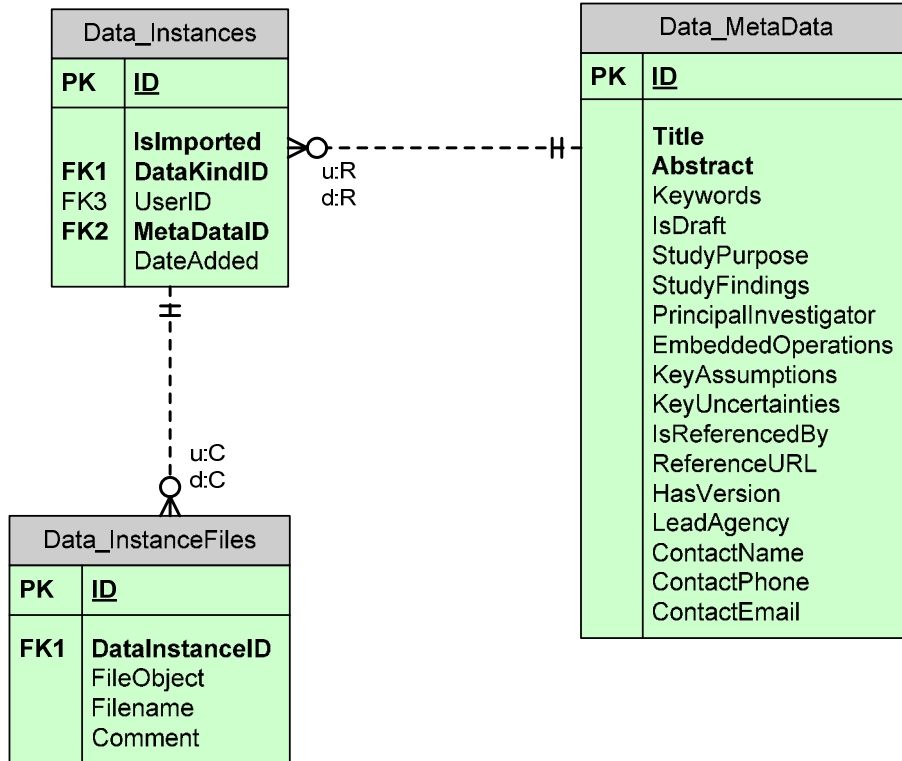 Data_Instances
PK ID
IsImported
FK1 DataKindID
FK3 UserID
FK2 MetaDataID
DateAdded
u:R
d:R
Data_MetaData
PK ID
Title
Abstract
Keywords
IsDraft
StudyPurpose
StudyFindings
PrincipalInvestigator
EmbeddedOperations
KeyAssumptions
KeyUncertainties
IsReferencedBy
ReferenceURL
HasVersion
LeadAgency
ContactName
ContactPhone
ContactEmail
u:C
d:C
Data_InstanceFiles
PK ID
FK1 DataInstanceID
FileObject
Filename
Comment